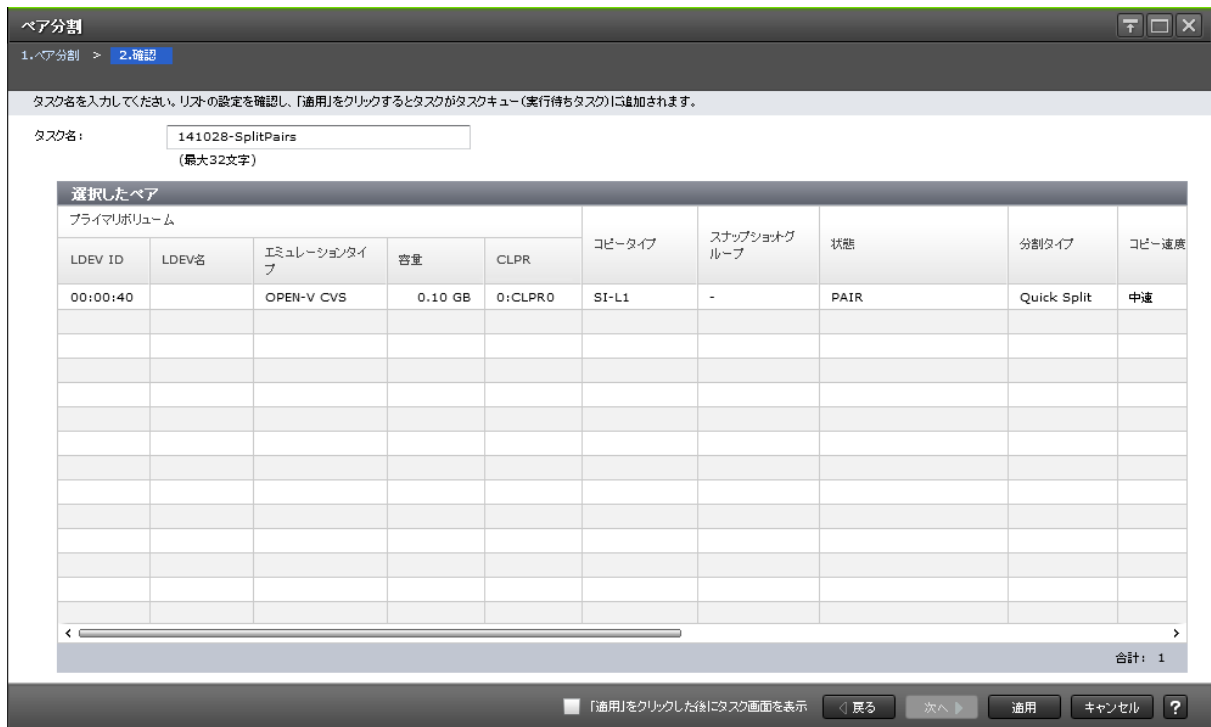 ペア分割
1.ペア分割 > 2.確認
タスク名を入力してください。リストの設定を確認し、「適用」をクリックするとタスクがタスクキュー(実行待ちタスク)に追加されます。
タスク名: 141028-SplitPairs
(最大32文字)
選択したペア
プライマリボリューム
LDEV ID LDEV名 エミュレーションタイプ 容量 CLPR コピータイプ スナップショットグループ 状態 分割タイプ コピー速度
00:00:40 OPEN-V CVS 0.10 GB 0:CLPR0 SI-L1 - PAIR Quick Split 中速
合計: 1
「適用」をクリックした後にタスク画面を表示 戻る 次へ 適用 キャンセル ?